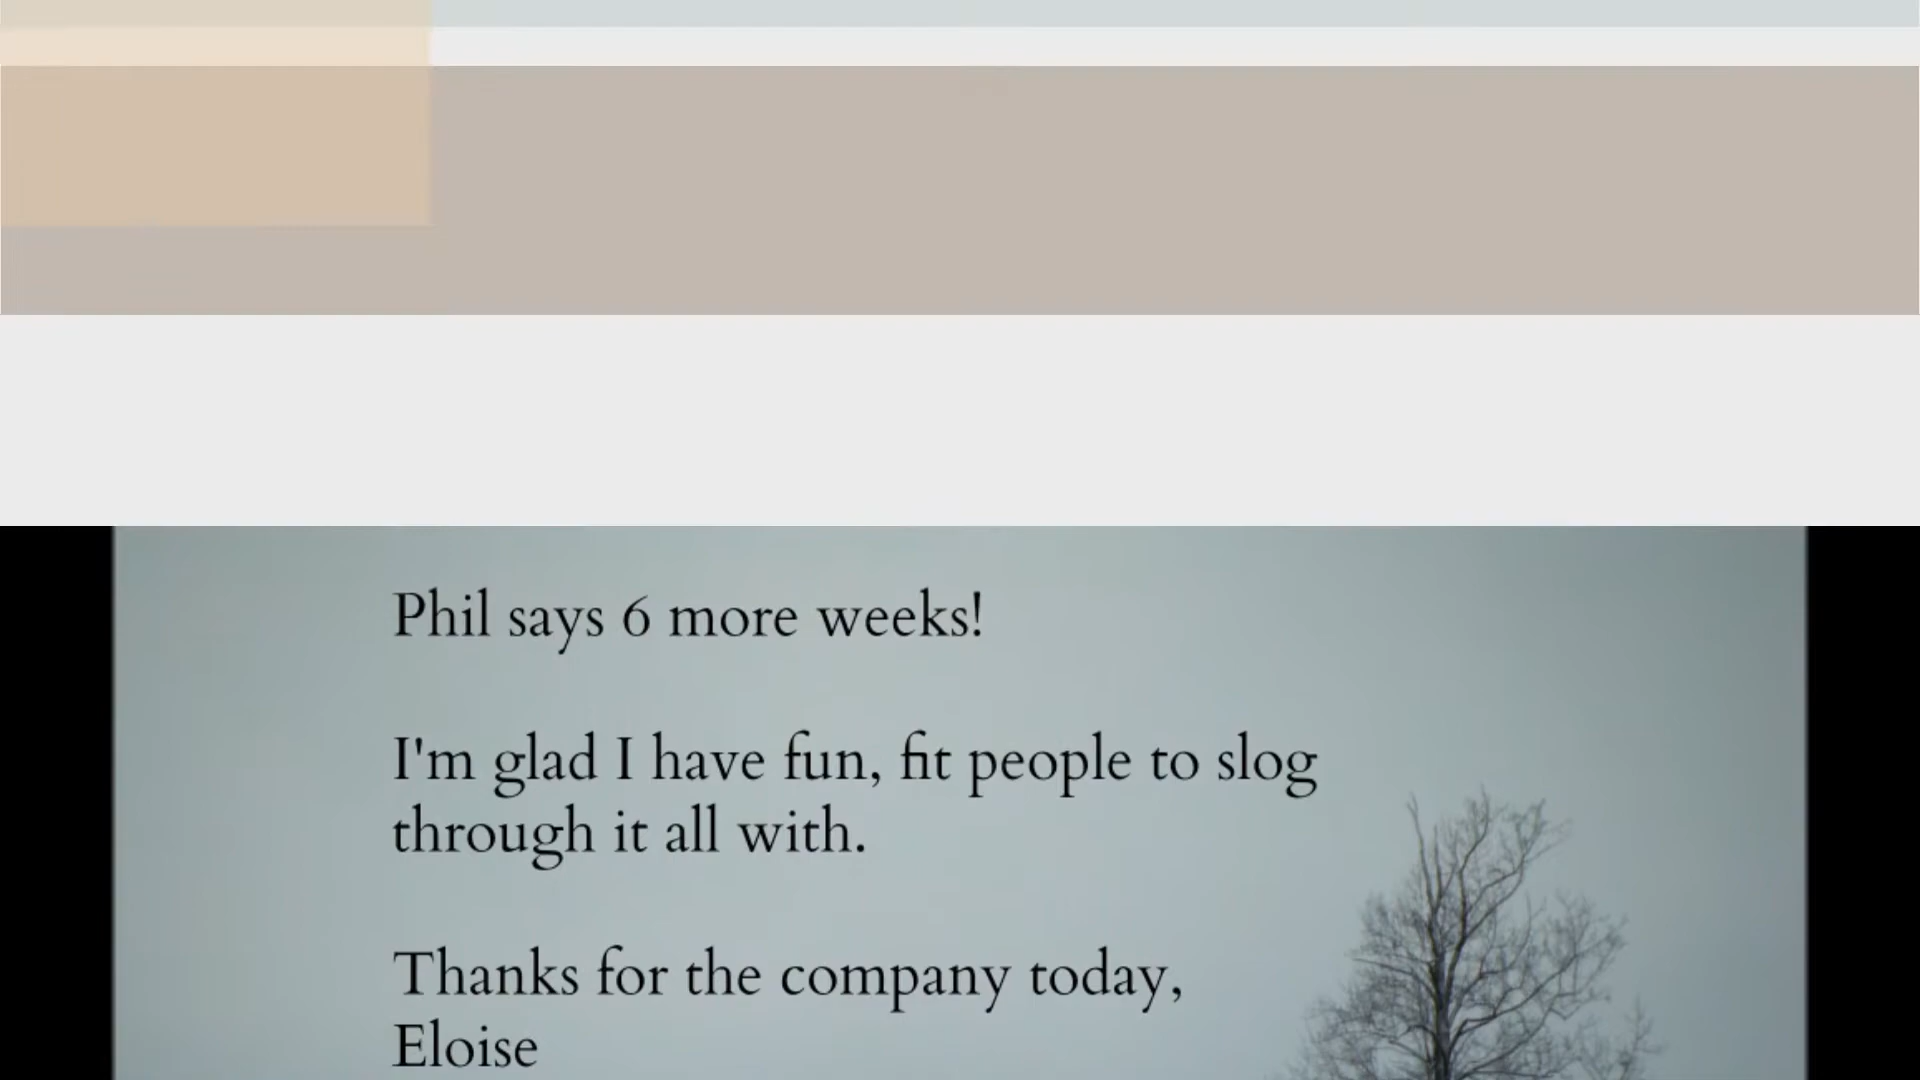 Phil says 6 more weeks!
I'm glad I have fun, fit people to slog
through it all with.
Thanks for the company today,
Eloise